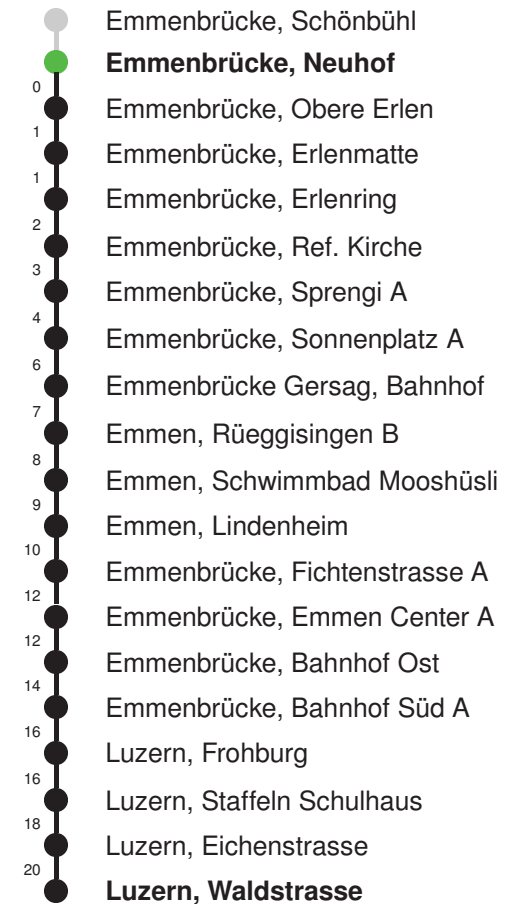 Emmenbrücke, Schönbühl
Emmenbrücke, Neuhof
0
Emmenbrücke, Obere Erlen
1
Emmenbrücke, Erlenmatte
1
Emmenbrücke, Erlenring
2
Emmenbrücke, Ref. Kirche
3
Emmenbrücke, Sprengi A
4
Emmenbrücke, Sonnenplatz A
6
Emmenbrücke Gersag, Bahnhof
7
Emmen, Rüeggisingen B
8
Emmen, Schwimmbad Mooshüsli
9
Emmen, Lindenheim
10
Emmenbrücke, Fichtenstrasse A
12
Emmenbrücke, Emmen Center A
12
Emmenbrücke, Bahnhof Ost
14
Emmenbrücke, Bahnhof Süd A
16
Luzern, Frohburg
16
Luzern, Staffeln Schulhaus
18
Luzern, Eichenstrasse
20
Luzern, Waldstrasse